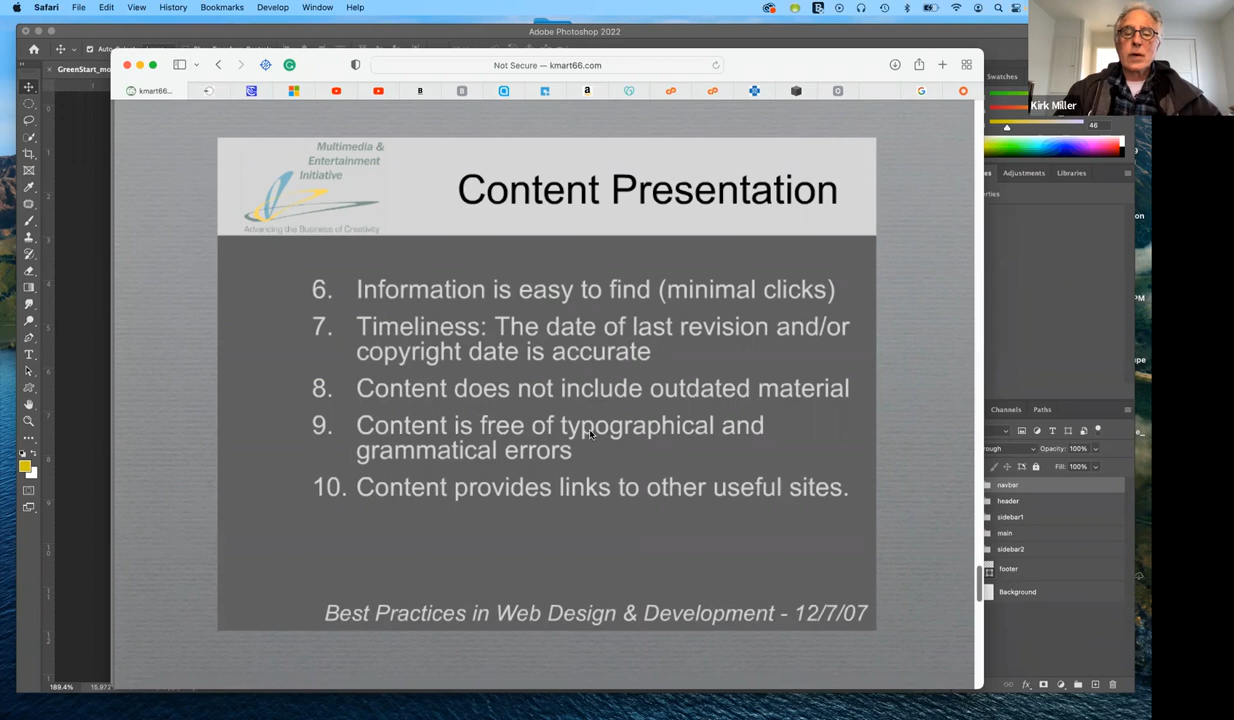 Safari File Edit View History Bookmarks Develop Window Help
Adobe Photoshop 2022
GreenStart_mo
Not Secure — kmart66.com
kmart66...
Kirk Miller
Swatches
46
Adjustments Libraries
Multimedia &
Entertainment
Initiative
Advancing the Business of Creativity
Content Presentation
6. Information is easy to find (minimal clicks)
7. Timeliness: The date of last revision and/or
copyright date is accurate
8. Content does not include outdated material
9. Content is free of typographical and
grammatical errors
10. Content provides links to other useful sites.
Best Practices in Web Design & Development - 12/7/07
Channels Paths
Opacity: 100%
Fill: 100%
navbar
header
sidebar1
main
sidebar2
footer
Background
189.4%